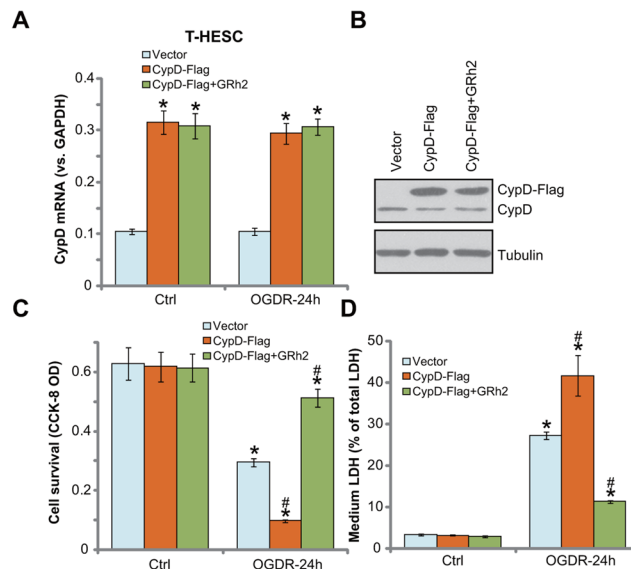 A
T-HESC
Vector
CypD-Flag
CypD-Flag+GRh2
CypD mRNA (vs. GAPDH)
0.4
0.3
0.2
0.1
0
* * * *
Ctrl OGDR-24h
B
Vector
CypD-Flag
CypD-Flag+GRh2
CypD-Flag
CypD
Tubulin
C
Vector
CypD-Flag
CypD-Flag+GRh2
Cell survival (CCK-8 OD)
0.6
0.4
0.2
0
*
#
*
#
*
Ctrl OGDR-24h
D
Vector
CypD-Flag
CypD-Flag+GRh2
Medium LDH (% of total LDH)
50
40
30
20
10
0
*
#
*
#
*
Ctrl OGDR-24h